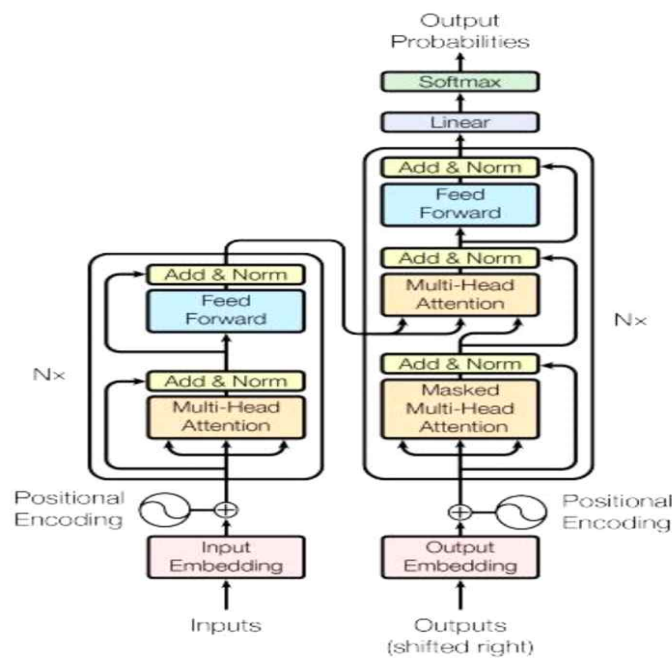 Output
Probabilities
Softmax
Linear
Add & Norm
Feed
Forward
Add & Norm
Multi-Head
Attention
Add & Norm
Masked
Multi-Head
Attention
Nx
Add & Norm
Feed
Forward
Add & Norm
Multi-Head
Attention
Nx
Positional
Encoding
Positional
Encoding
Input
Embedding
Output
Embedding
Inputs
Outputs
(shifted right)